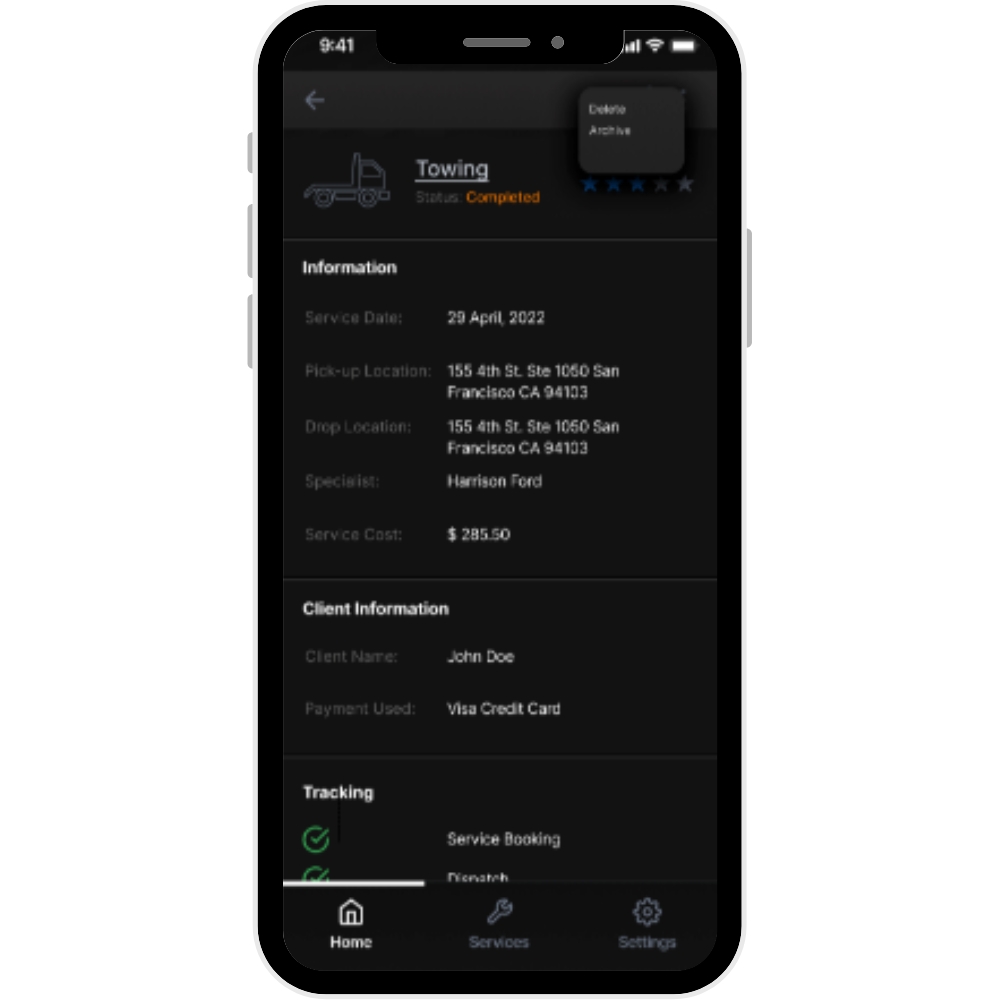 9:41
Delete
Archive
Towing
Status: Completed
Information
Service Date: 29 April, 2022
Pick-up Location: 155 4th St. Ste 1050 San
Francisco CA 94103
Drop Location: 155 4th St. Ste 1050 San
Francisco CA 94103
Specialist: Harrison Ford
Service Cost: $ 285.50
Client Information
Client Name: John Doe
Payment Used: Visa Credit Card
Tracking
Service Booking
Dispatch
Home Services Settings